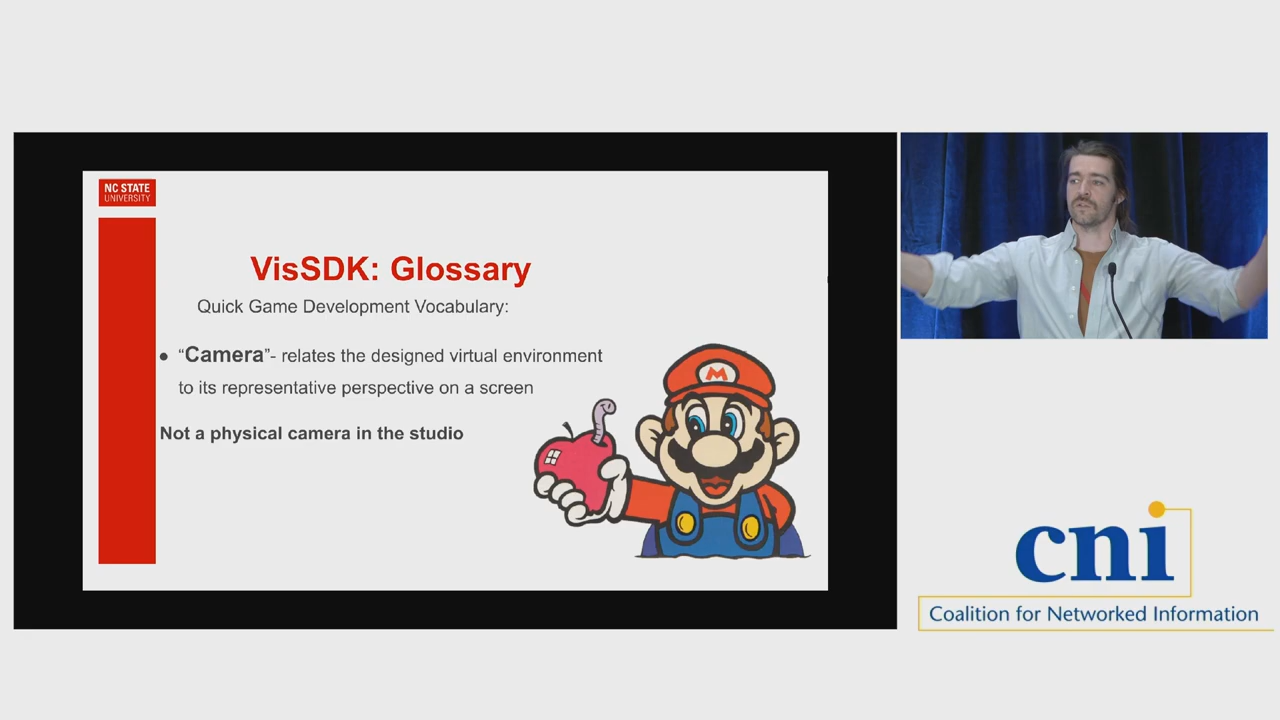 NC STATE
UNIVERSITY
VisSDK: Glossary
Quick Game Development Vocabulary:
● “Camera”- relates the designed virtual environment
to its representative perspective on a screen
Not a physical camera in the studio
M
cni
Coalition for Networked Information